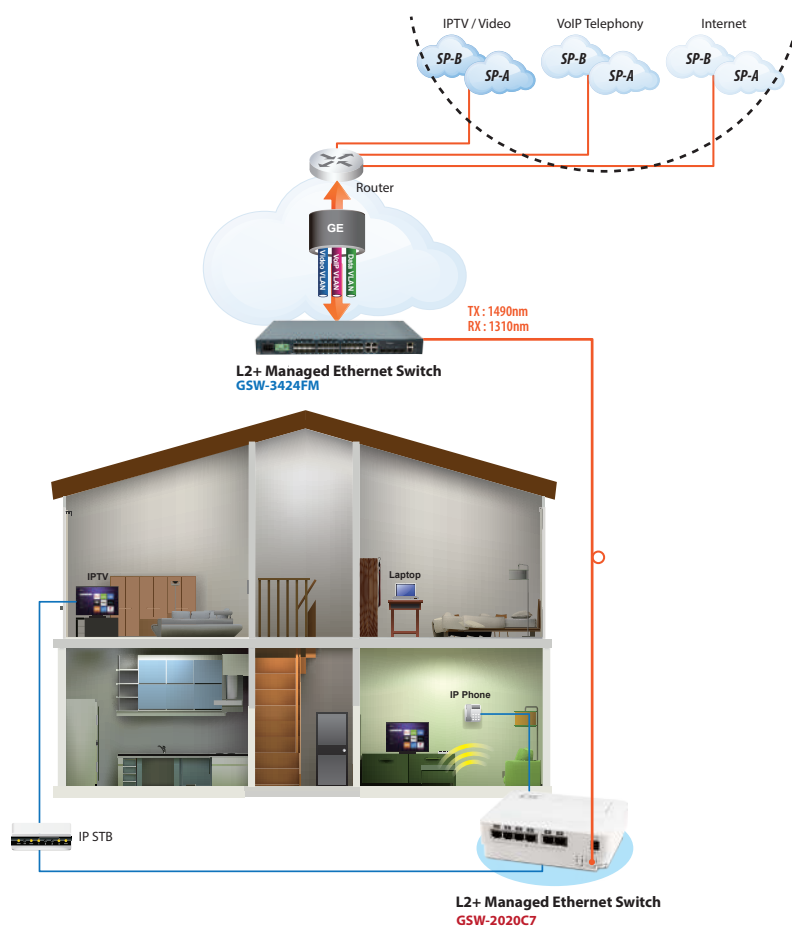 IPTV / Video
VoIP Telephony
Internet
SP-B
SP-A
SP-B
SP-A
SP-B
SP-A
Router
GE
Video VLAN
VoIP VLAN
Data VLAN
TX : 1490nm
RX : 1310nm
L2+ Managed Ethernet Switch
GSW-3424FM
IPTV
Laptop
IP Phone
IP STB
L2+ Managed Ethernet Switch
GSW-2020C7